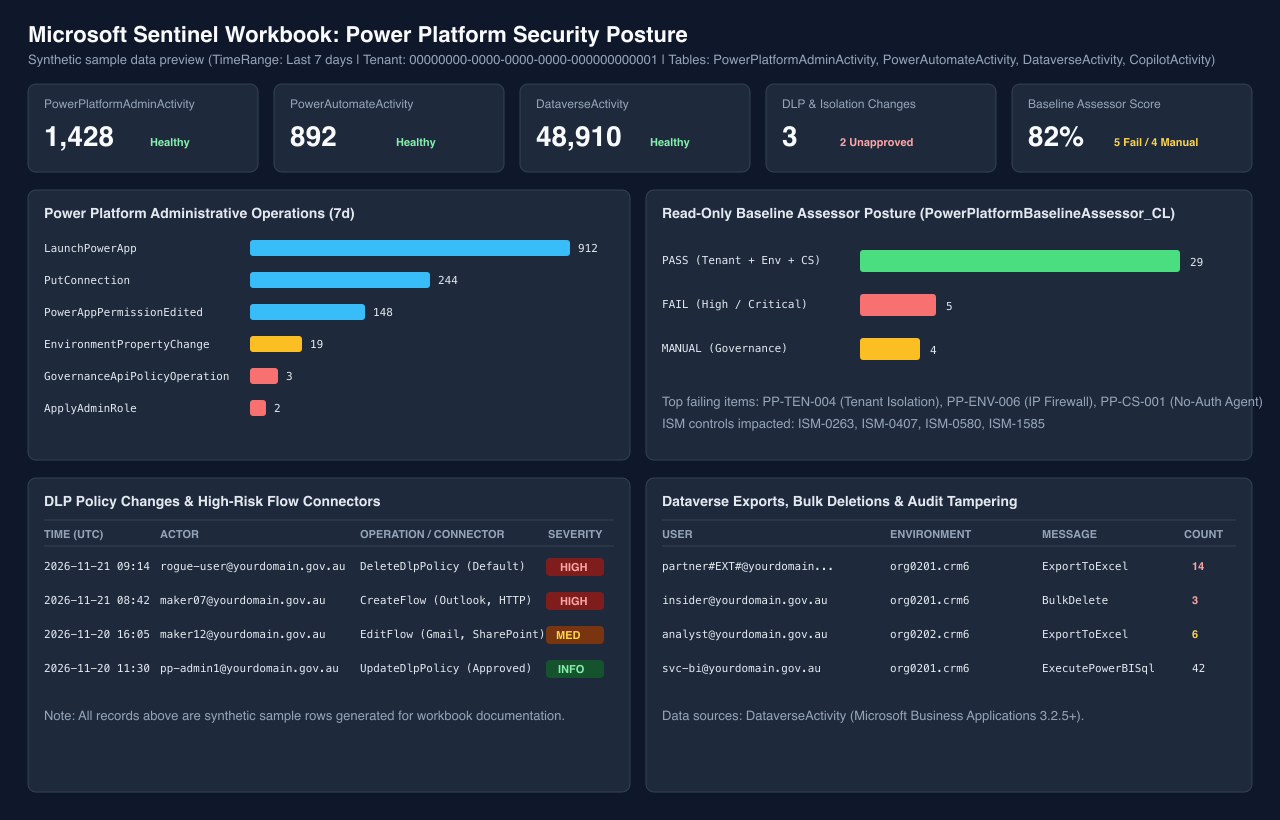 Microsoft Sentinel Workbook: Power Platform Security Posture
Synthetic sample data preview (TimeRange: Last 7 days | Tenant: 00000000-0000-0000-0000-000000000001 | Tables: PowerPlatformAdminActivity, PowerAutomateActivity, DataverseActivity, CopilotActivity)
PowerPlatformAdminActivity
1,428 Healthy
PowerAutomateActivity
892 Healthy
DataverseActivity
48,910 Healthy
DLP & Isolation Changes
3 2 Unapproved
Baseline Assessor Score
82% 5 Fail / 4 Manual
Power Platform Administrative Operations (7d)
LaunchPowerApp 912
PutConnection 244
PowerAppPermissionEdited 148
EnvironmentPropertyChange 19
GovernanceApiPolicyOperation 3
ApplyAdminRole 2
Read-Only Baseline Assessor Posture (PowerPlatformBaselineAssessor_CL)
PASS (Tenant + Env + CS) 29
FAIL (High / Critical) 5
MANUAL (Governance) 4
Top failing items: PP-TEN-004 (Tenant Isolation), PP-ENV-006 (IP Firewall), PP-CS-001 (No-Auth Agent)
ISM controls impacted: ISM-0263, ISM-0407, ISM-0580, ISM-1585
DLP Policy Changes & High-Risk Flow Connectors
TIME (UTC) ACTOR OPERATION / CONNECTOR SEVERITY
2026-11-21 09:14 rogue-user@yourdomain.gov.au DeleteDlpPolicy (Default) HIGH
2026-11-21 08:42 maker07@yourdomain.gov.au CreateFlow (Outlook, HTTP) HIGH
2026-11-20 16:05 maker12@yourdomain.gov.au EditFlow (Gmail, SharePoint) MED
2026-11-20 11:30 pp-admin1@yourdomain.gov.au UpdateDlpPolicy (Approved) INFO
Note: All records above are synthetic sample rows generated for workbook documentation.
Dataverse Exports, Bulk Deletions & Audit Tampering
USER ENVIRONMENT MESSAGE COUNT
partner#EXT#@yourdomain... org0201.crm6 ExportToExcel 14
insider@yourdomain.gov.au org0201.crm6 BulkDelete 3
analyst@yourdomain.gov.au org0202.crm6 ExportToExcel 6
svc-bi@yourdomain.gov.au org0201.crm6 ExecutePowerBISql 42
Data sources: DataverseActivity (Microsoft Business Applications 3.2.5+).